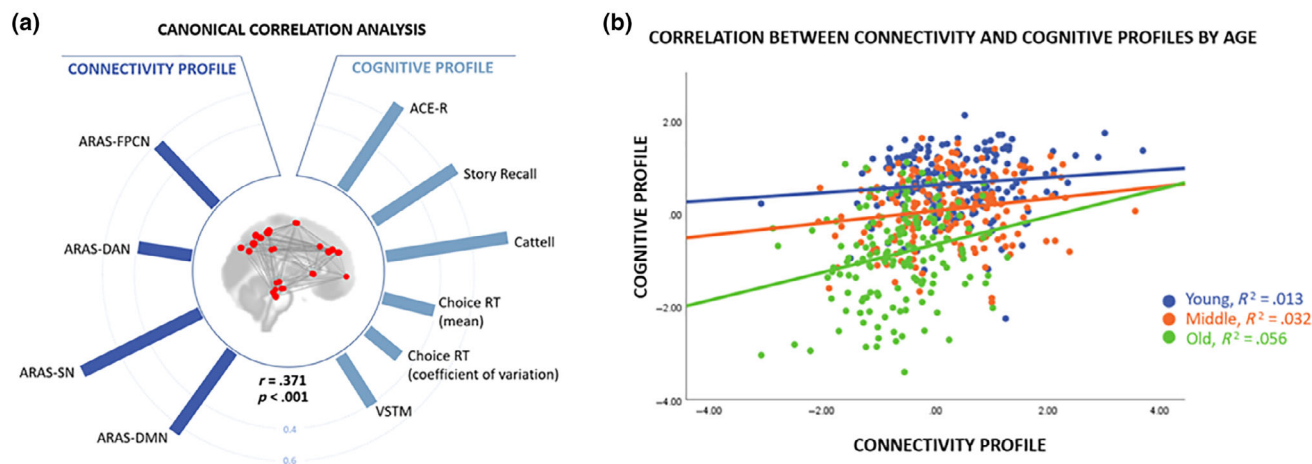 (a)
CANONICAL CORRELATION ANALYSIS
CONNECTIVITY PROFILE
COGNITIVE PROFILE
ACE-R
ARAS-FPCN
Story Recall
ARAS-DAN
Cattell
Choice RT
(mean)
Choice RT
(coefficient of variation)
ARAS-SN
r = .371
p < .001
VSTM
ARAS-DMN
0.4
0.6
(b)
CORRELATION BETWEEN CONNECTIVITY AND COGNITIVE PROFILES BY AGE
COGNITIVE PROFILE
2.00
.00
−2.00
−4.00
Young, R² = .013
Middle, R² = .032
Old, R² = .056
−4.00 −2.00 .00 2.00 4.00
CONNECTIVITY PROFILE